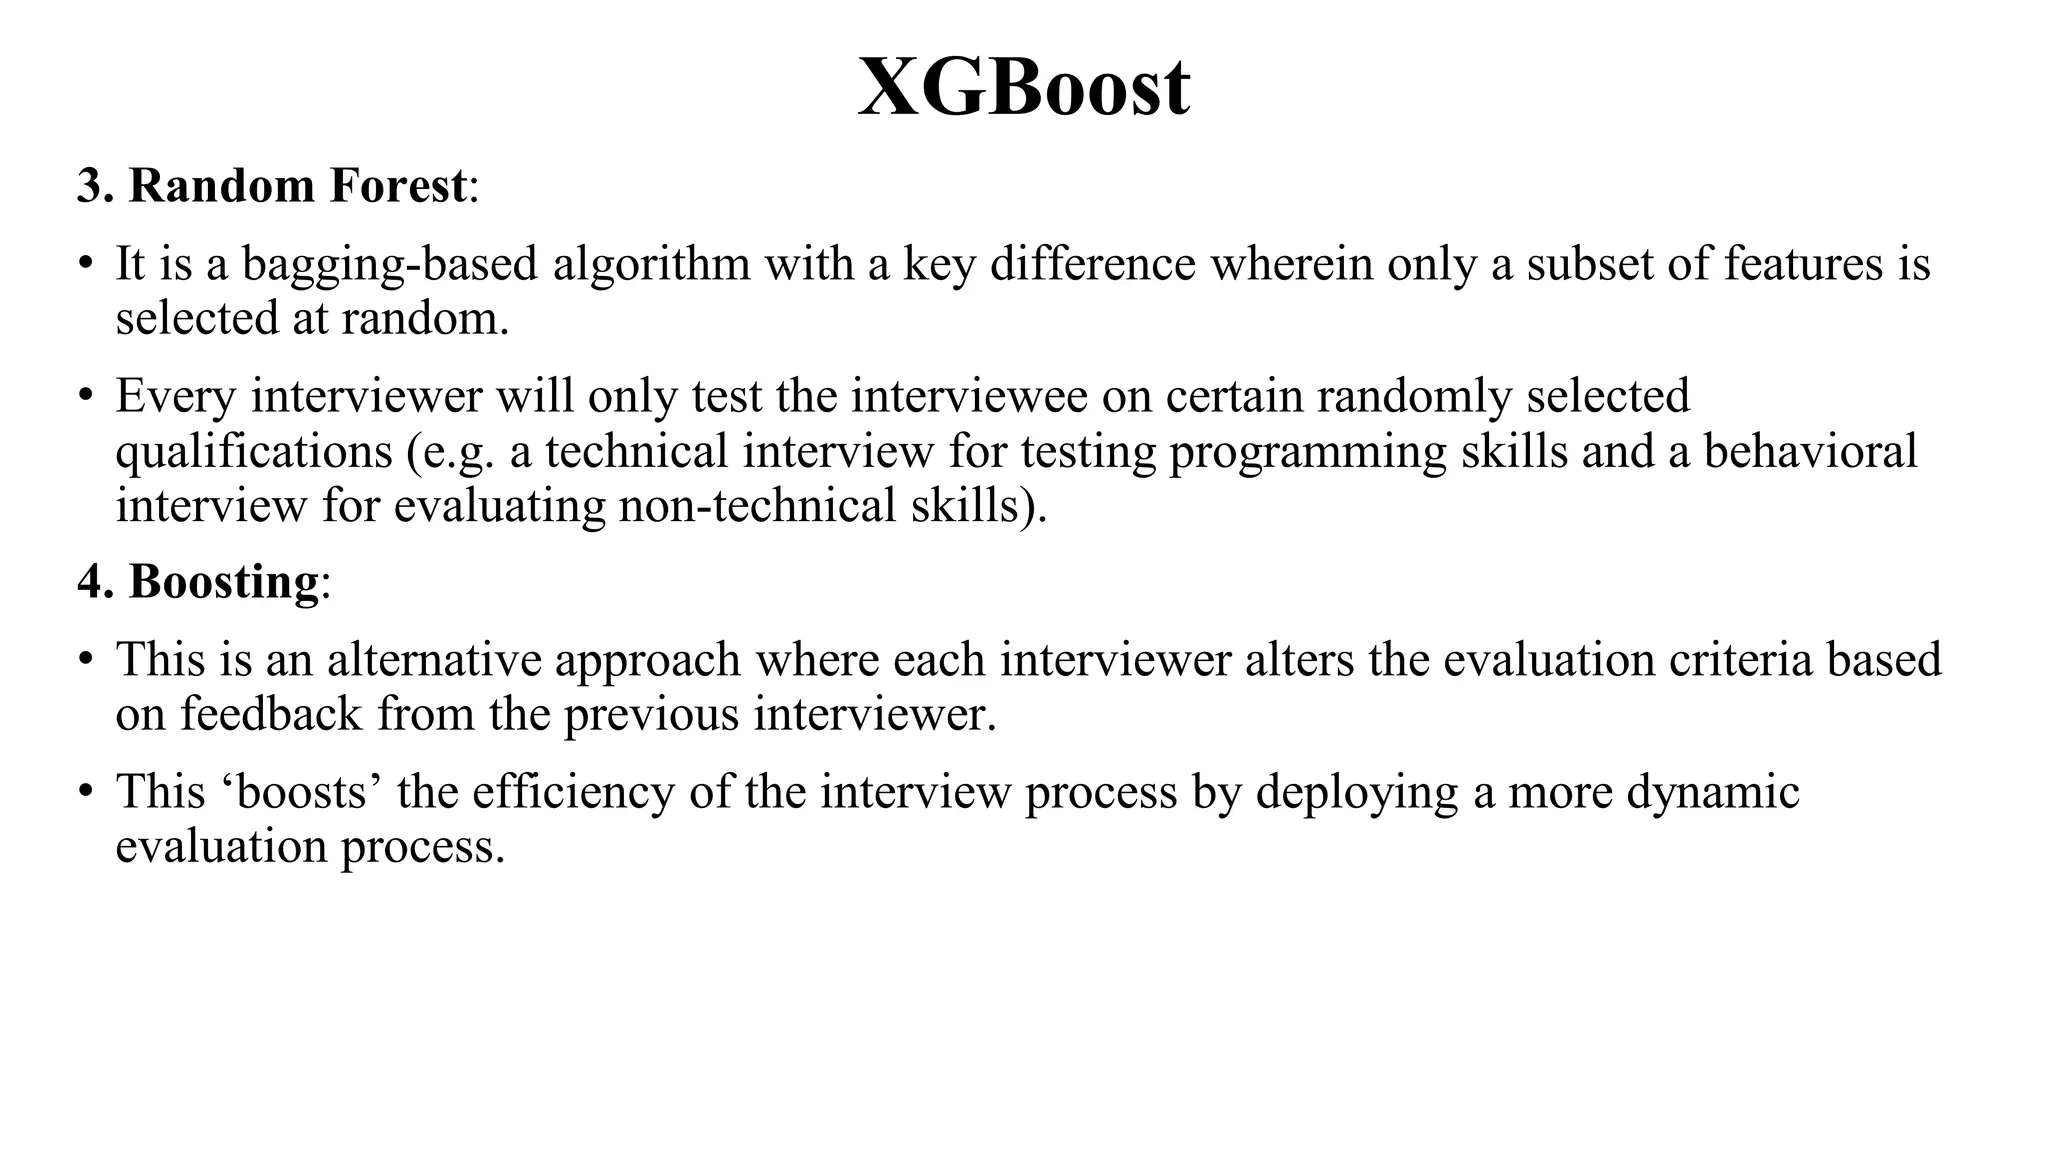 XGBoost
3. Random Forest:
• It is a bagging-based algorithm with a key difference wherein only a subset of features is
selected at random.
• Every interviewer will only test the interviewee on certain randomly selected
qualifications (e.g. a technical interview for testing programming skills and a behavioral
interview for evaluating non-technical skills).
4. Boosting:
• This is an alternative approach where each interviewer alters the evaluation criteria based
on feedback from the previous interviewer.
• This ‘boosts’ the efficiency of the interview process by deploying a more dynamic
evaluation process.